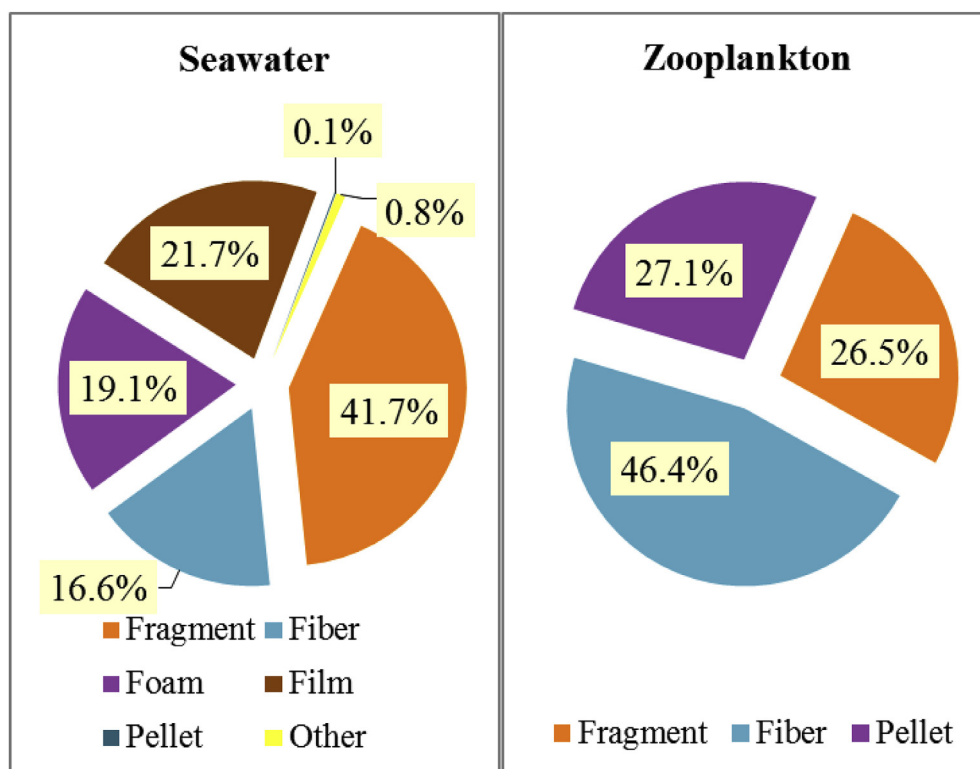 Seawater
0.1%
0.8%
21.7%
19.1%
41.7%
16.6%
Fragment Fiber
Foam Film
Pellet Other
Zooplankton
27.1%
26.5%
46.4%
Fragment Fiber Pellet